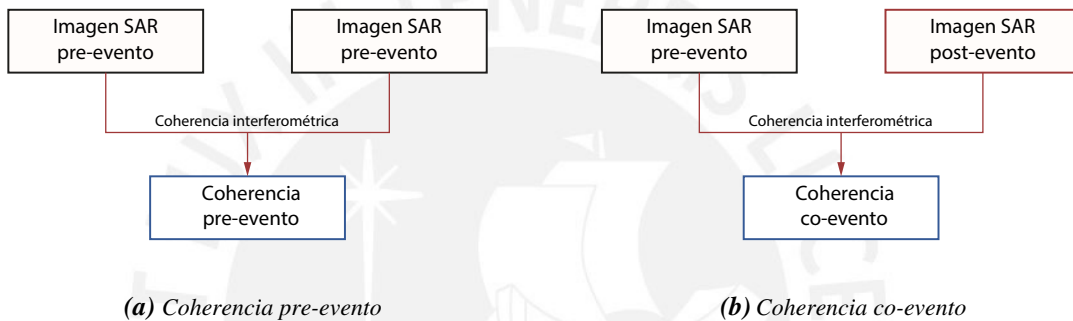 Imagen SAR
pre-evento
Imagen SAR
pre-evento
Coherencia interferométrica
Coherencia
pre-evento
(a) Coherencia pre-evento
Imagen SAR
pre-evento
Imagen SAR
post-evento
Coherencia interferométrica
Coherencia
co-evento
(b) Coherencia co-evento